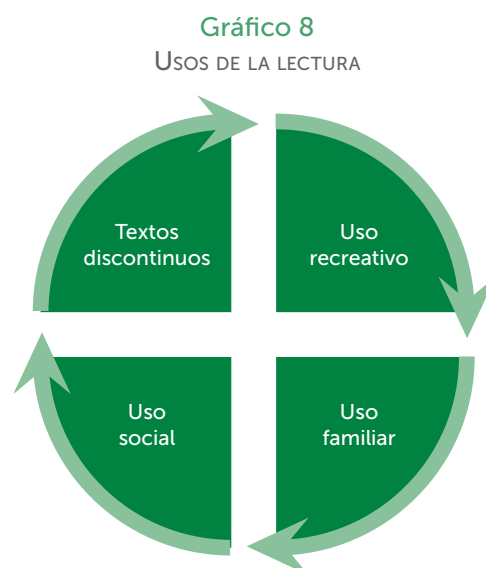 Gráfico 8
Usos de la lectura
Textos
discontinuos
Uso
recreativo
Uso
social
Uso
familiar